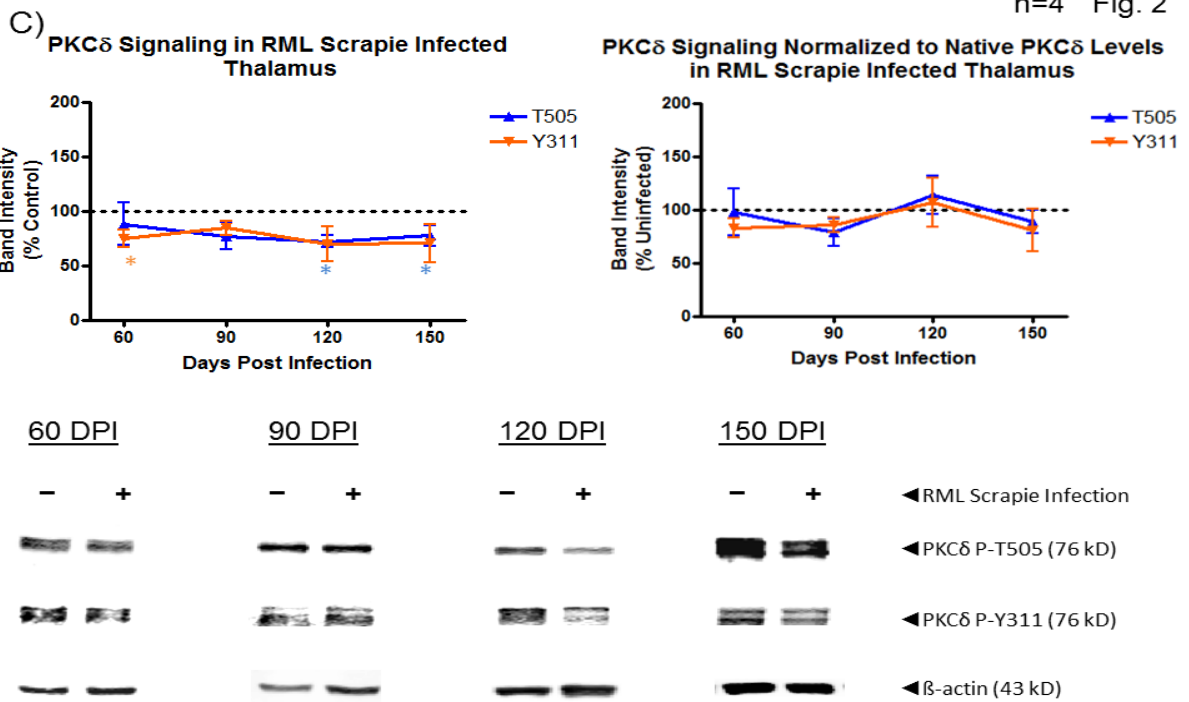 n=4 Fig. 2
C)
PKCδ Signaling in RML Scrapie Infected
Thalamus
200
150
100
50
0
Band Intensity
(% Control)
T505
Y311
*
*
*
60 90 120 150
Days Post Infection
PKCδ Signaling Normalized to Native PKCδ Levels
in RML Scrapie Infected Thalamus
200
150
100
50
0
Band Intensity
(% Uninfected)
T505
Y311
60 90 120 150
Days Post Infection
60 DPI 90 DPI 120 DPI 150 DPI
– + – + – + – + ◄RML Scrapie Infection
◄PKCδ P-T505 (76 kD)
◄PKCδ P-Y311 (76 kD)
◄ß-actin (43 kD)